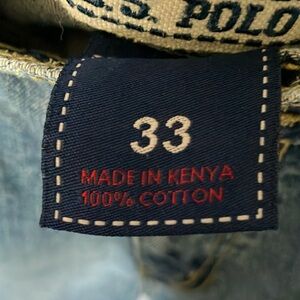 .S. POLO
33
MADE IN KENYA
100% COTTON